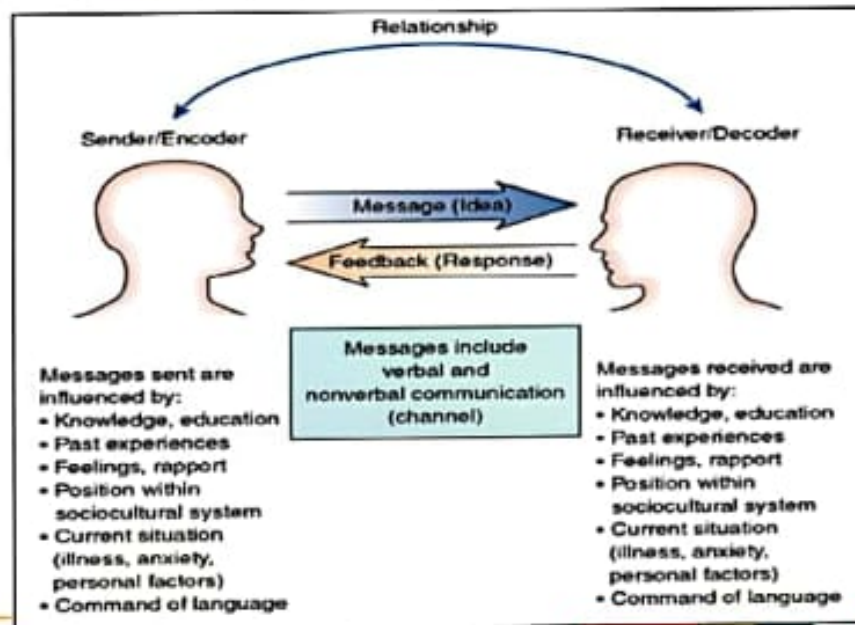 Relationship
Sender/Encoder
Receiver/Decoder
Message (Idea)
Feedback (Response)
Messages include
verbal and
nonverbal communication
(channel)
Messages sent are
influenced by:
• Knowledge, education
• Past experiences
• Feelings, rapport
• Position within
sociocultural system
• Current situation
(illness, anxiety,
personal factors)
• Command of language
Messages received are
influenced by:
• Knowledge, education
• Past experiences
• Feelings, rapport
• Position within
sociocultural system
• Current situation
(illness, anxiety,
personal factors)
• Command of language